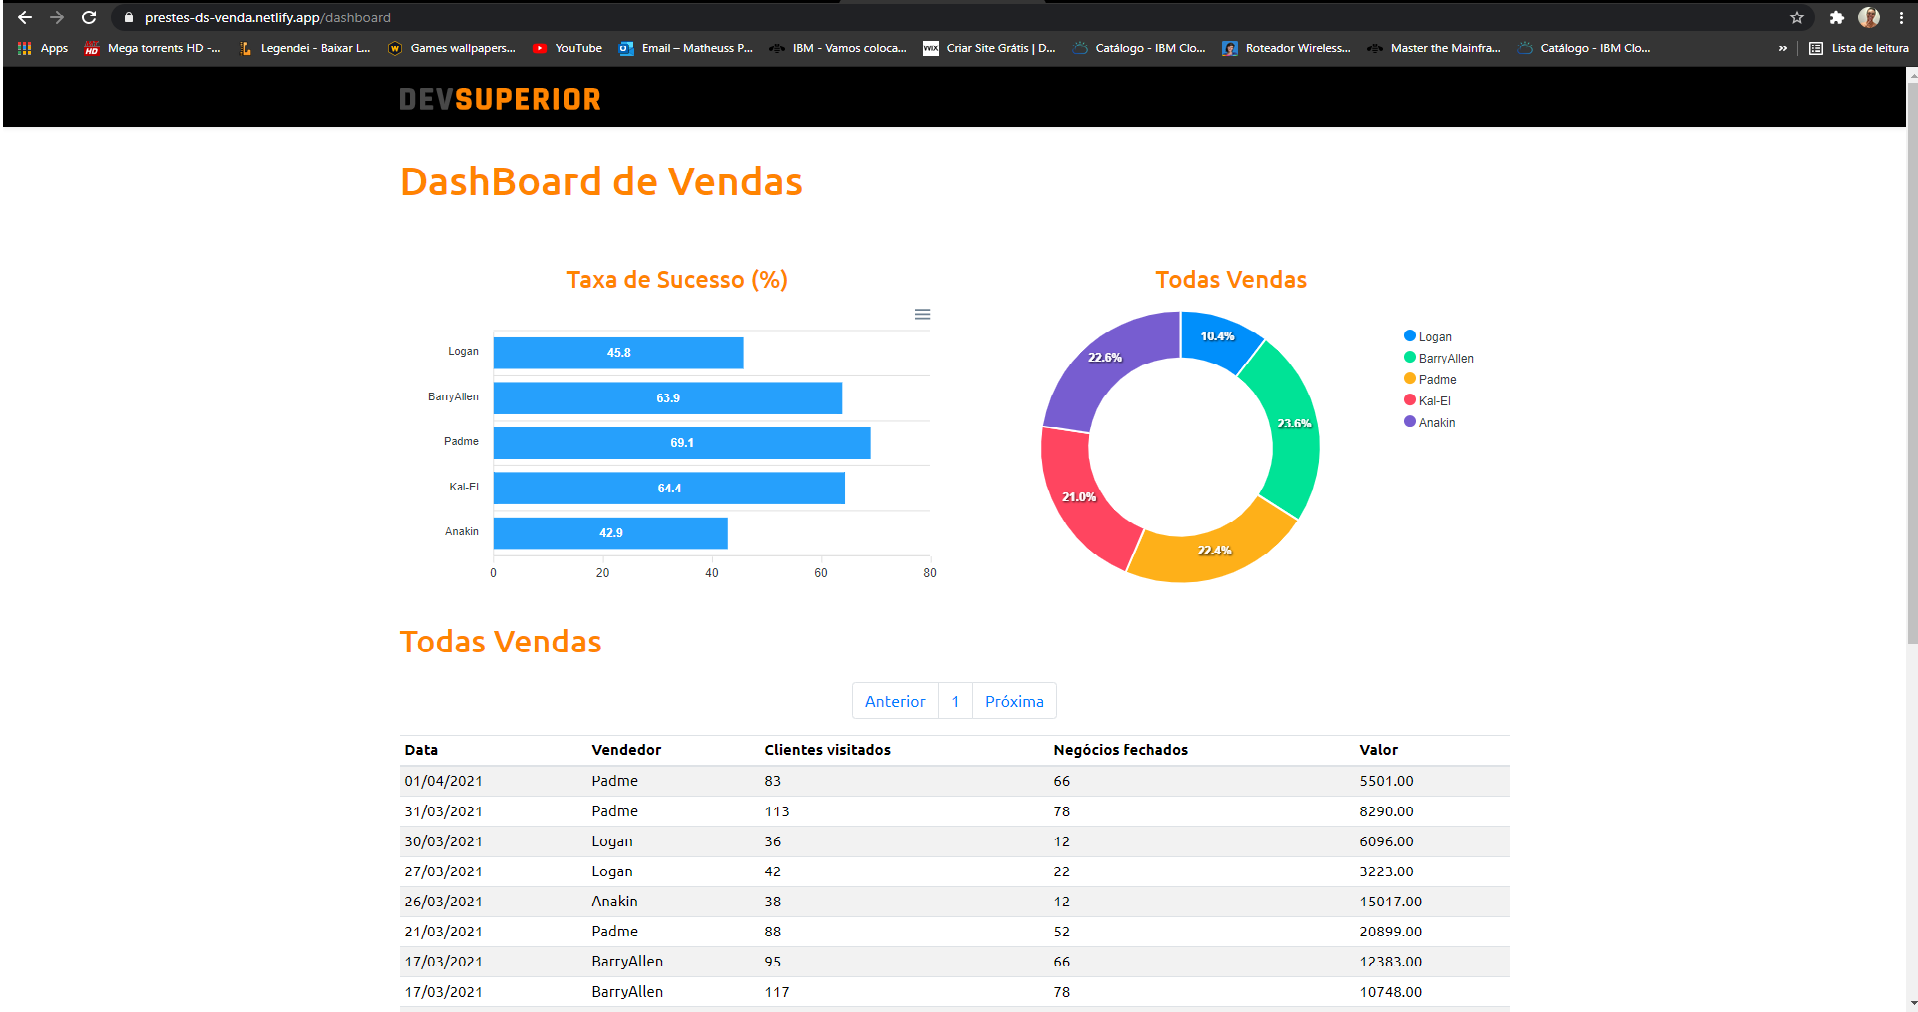 prestes-ds-venda.netlify.app/dashboard
Apps
Mega torrents HD -...
Legendei - Baixar L...
Games wallpapers...
YouTube
Email – Matheuss P...
IBM - Vamos coloca...
WIX
Criar Site Grátis | D...
Catálogo - IBM Clo...
Roteador Wireless...
Master the Mainfra...
Catálogo - IBM Clo...
»
Lista de leitura
DEVSUPERIOR
DashBoard de Vendas
Taxa de Sucesso (%)
Logan 45.8
BarryAllen 63.9
Padme 69.1
Kal-El 64.4
Anakin 42.9
0 20 40 60 80
Todas Vendas
10.4%
23.6%
22.4%
21.0%
22.6%
Logan
BarryAllen
Padme
Kal-El
Anakin
Todas Vendas
Anterior 1 Próxima
Data Vendedor Clientes visitados Negócios fechados Valor
01/04/2021 Padme 83 66 5501.00
31/03/2021 Padme 113 78 8290.00
30/03/2021 Logan 36 12 6096.00
27/03/2021 Logan 42 22 3223.00
26/03/2021 Anakin 38 12 15017.00
21/03/2021 Padme 88 52 20899.00
17/03/2021 BarryAllen 95 66 12383.00
17/03/2021 BarryAllen 117 78 10748.00